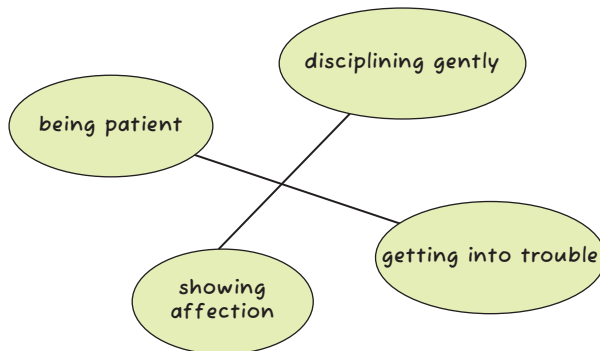 disciplining gently
being patient
getting into trouble
showing
affection